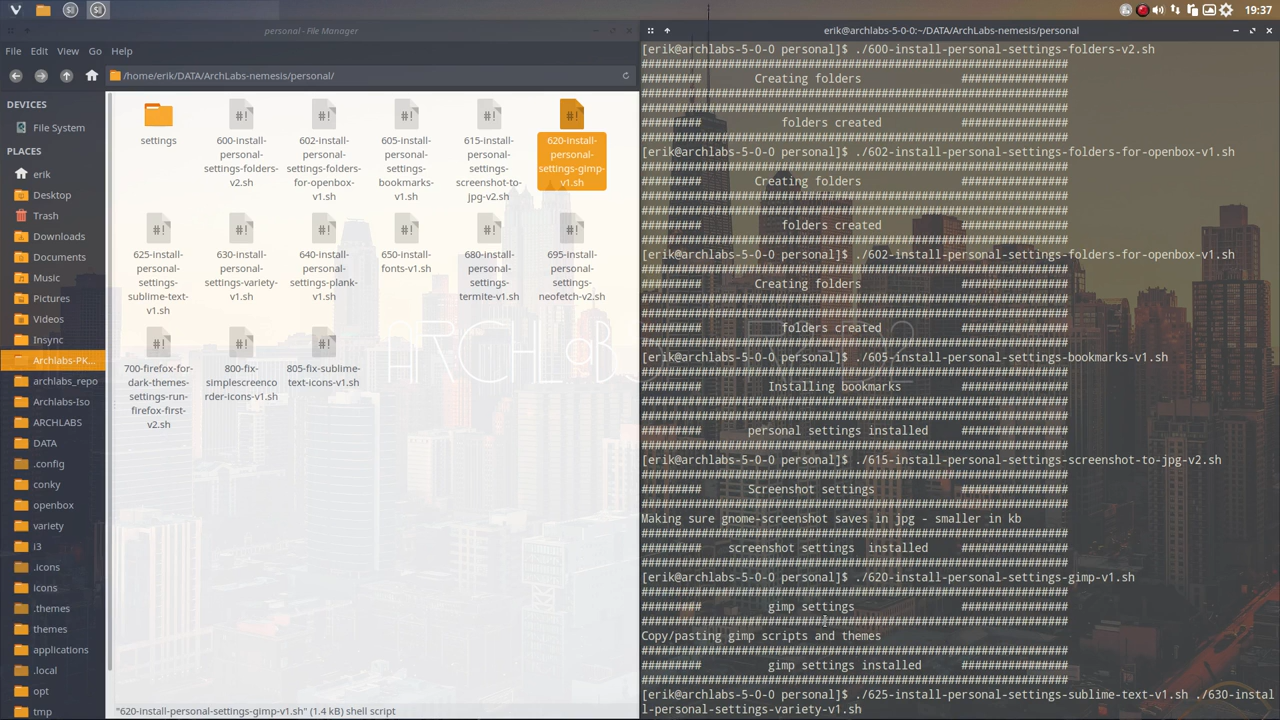 19:37
personal - File Manager
File Edit View Go Help
/home/erik/DATA/ArchLabs-nemesis/personal/
DEVICES
File System
PLACES
erik
Desktop
Trash
Downloads
Documents
Music
Pictures
Videos
Insync
Archlabs-PK...
archlabs_repo
Archlabs-Iso
ARCHLABS
DATA
.config
conky
openbox
variety
i3
.icons
icons
.themes
themes
applications
.local
opt
tmp
settings
600-install-
personal-
settings-folders-
v2.sh
602-install-
personal-
settings-folders-
for-openbox-
v1.sh
605-install-
personal-
settings-
bookmarks-
v1.sh
615-install-
personal-
settings-
screenshot-to-
jpg-v2.sh
620-install-
personal-
settings-gimp-
v1.sh
625-install-
personal-
settings-
sublime-text-
v1.sh
630-install-
personal-
settings-variety-
v1.sh
640-install-
personal-
settings-plank-
v1.sh
650-install-
fonts-v1.sh
680-install-
personal-
settings-
termite-v1.sh
695-install-
personal-
settings-
neofetch-v2.sh
700-firefox-for-
dark-themes-
settings-run-
firefox-first-
v2.sh
800-fix-
simplescreenco
rder-icons-v1.sh
805-fix-sublime-
text-icons-v1.sh
"620-install-personal-settings-gimp-v1.sh" (1.4 kB) shell script
erik@archlabs-5-0-0:~/DATA/ArchLabs-nemesis/personal
[erik@archlabs-5-0-0 personal]$ ./600-install-personal-settings-folders-v2.sh
################################################################
#########        Creating folders               ################
################################################################
################################################################
#########            folders created            ################
################################################################
[erik@archlabs-5-0-0 personal]$ ./602-install-personal-settings-folders-for-openbox-v1.sh
################################################################
#########        Creating folders               ################
################################################################
################################################################
#########            folders created            ################
################################################################
[erik@archlabs-5-0-0 personal]$ ./602-install-personal-settings-folders-for-openbox-v1.sh
################################################################
#########        Creating folders               ################
################################################################
################################################################
#########            folders created            ################
################################################################
[erik@archlabs-5-0-0 personal]$ ./605-install-personal-settings-bookmarks-v1.sh
################################################################
#########          Installing bookmarks         ################
################################################################
################################################################
#########       personal settings installed     ################
################################################################
[erik@archlabs-5-0-0 personal]$ ./615-install-personal-settings-screenshot-to-jpg-v2.sh
################################################################
#########       Screenshot settings             ################
################################################################
Making sure gnome-screenshot saves in jpg - smaller in kb
################################################################
#########    screenshot settings  installed     ################
################################################################
[erik@archlabs-5-0-0 personal]$ ./620-install-personal-settings-gimp-v1.sh
################################################################
#########          gimp settings                ################
################################################################
Copy/pasting gimp scripts and themes
################################################################
#########          gimp settings installed      ################
################################################################
[erik@archlabs-5-0-0 personal]$ ./625-install-personal-settings-sublime-text-v1.sh ./630-instal
l-personal-settings-variety-v1.sh